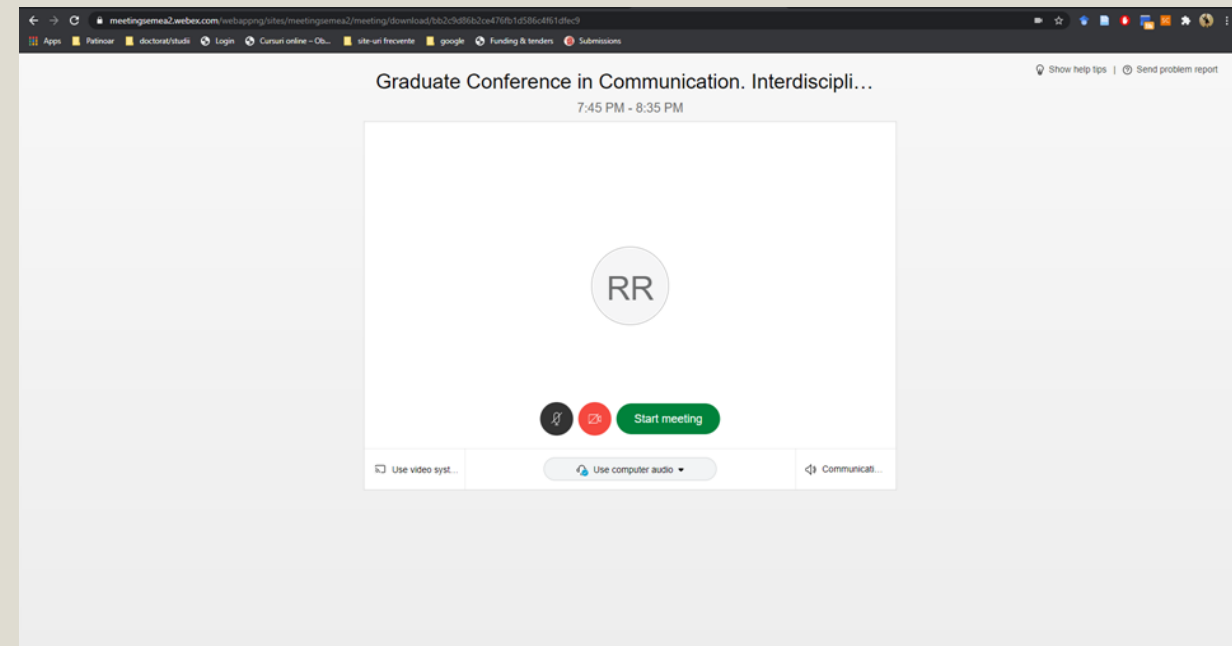 meetingsemea2.webex.com/webappng/sites/meetingsemea2/meeting/download/bb2c9d86b2ce476fb1d586c4f61dfec9
Apps Patinoar doctorat/studii Login Cursuri online – Ob... site-uri frecvente google Funding & tenders Submissions
Show help tips | Send problem report
Graduate Conference in Communication. Interdiscipli...
7:45 PM - 8:35 PM
RR
Start meeting
Use video syst... Use computer audio Communicati...